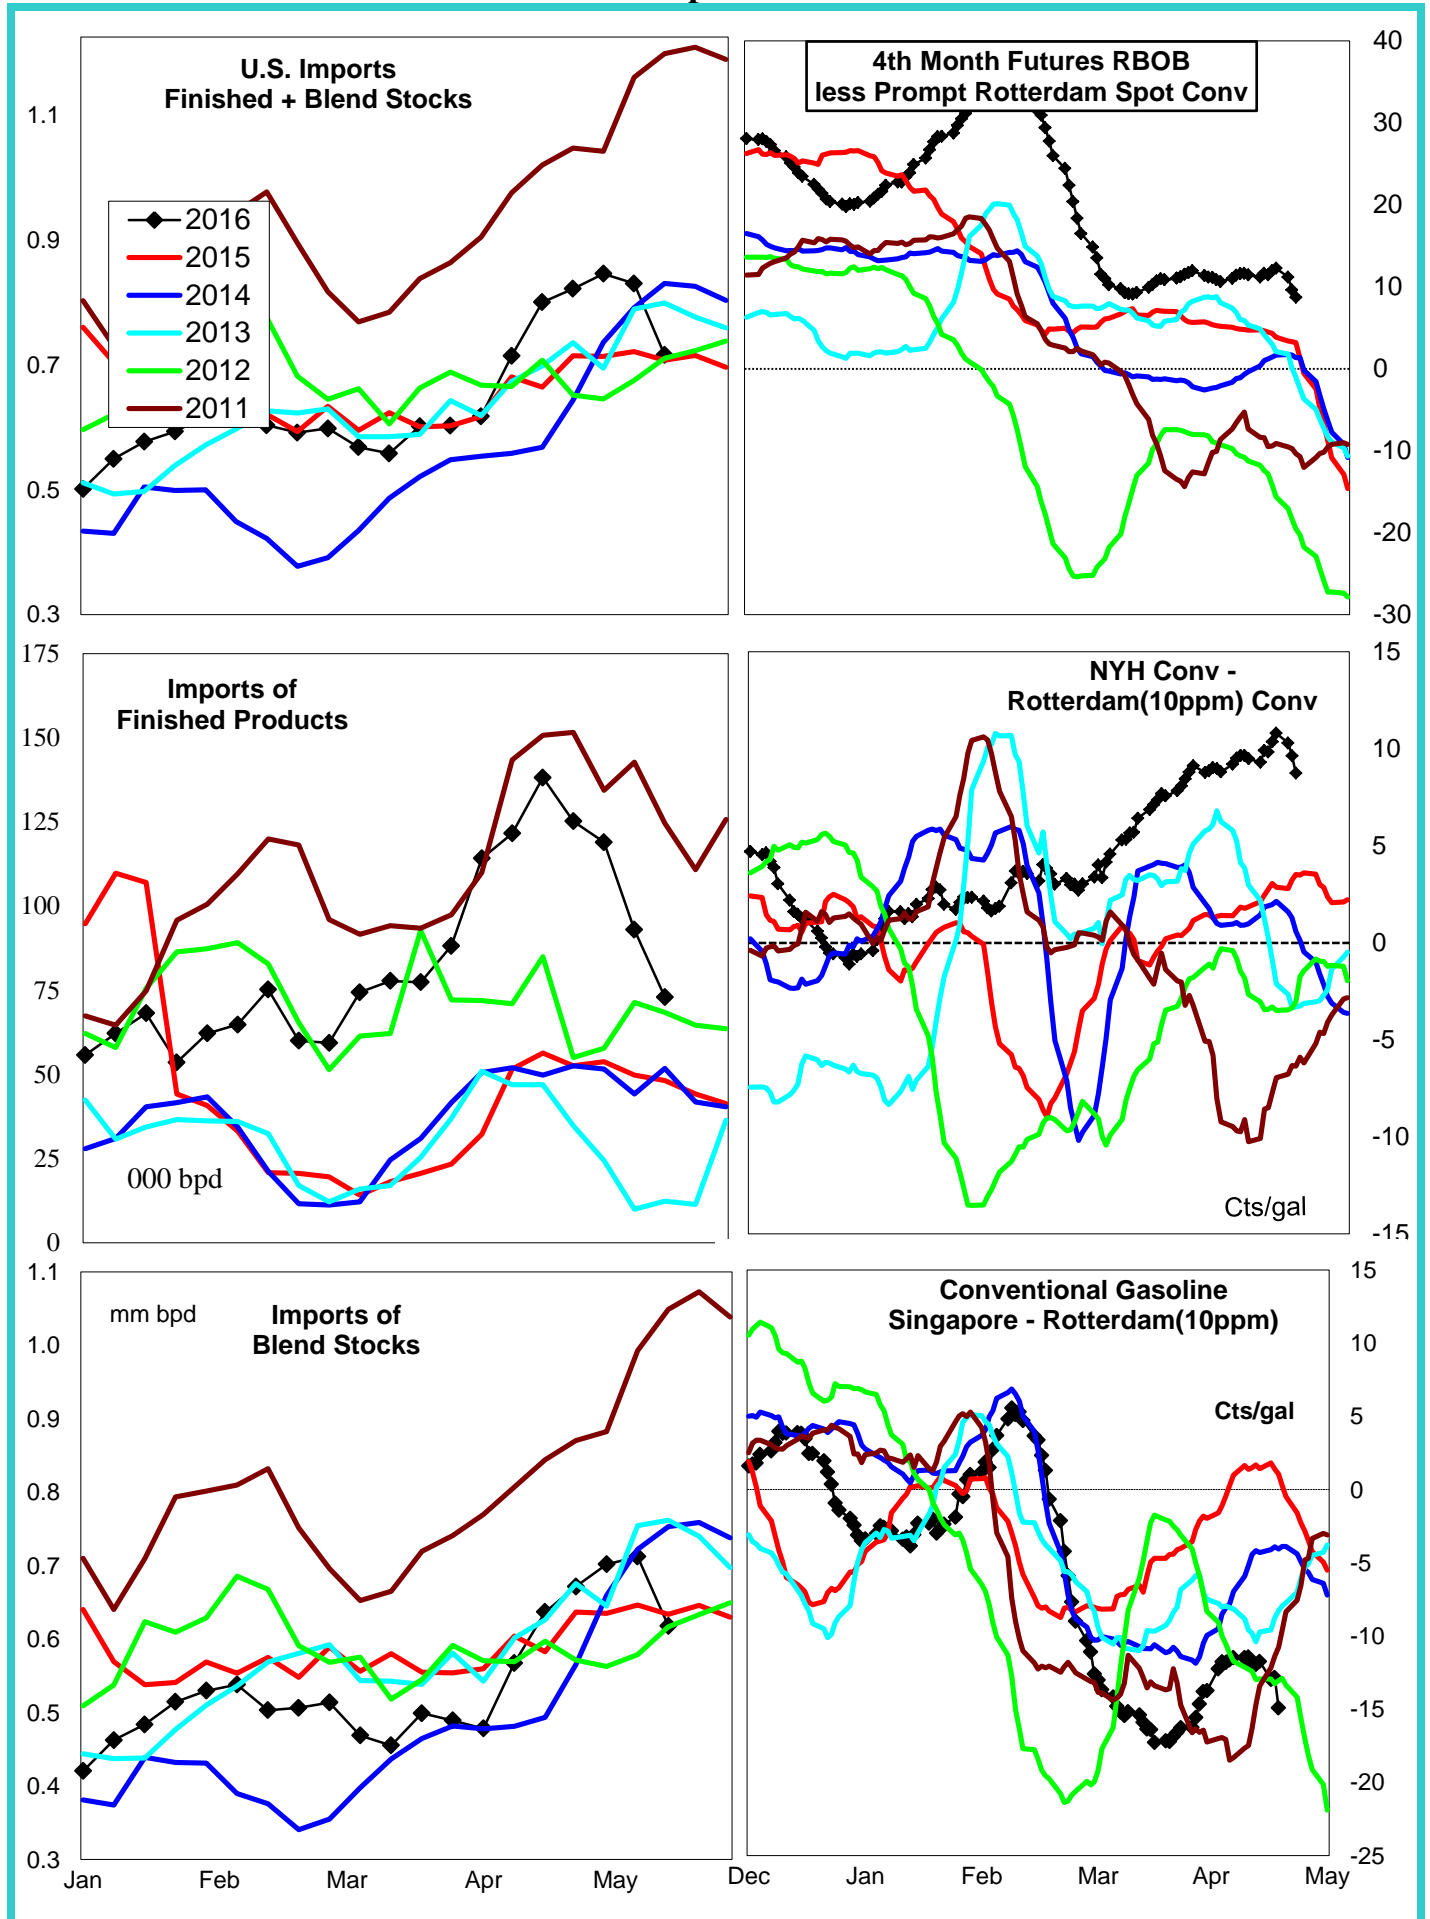 U.S. Imports
Finished + Blend Stocks
1.1
0.9
0.7
0.5
0.3
2016
2015
2014
2013
2012
2011
4th Month Futures RBOB
less Prompt Rotterdam Spot Conv
40
30
20
10
0
-10
-20
-30
Imports of
Finished Products
175
150
125
100
75
50
25
0
000 bpd
NYH Conv -
Rotterdam(10ppm) Conv
15
10
5
0
-5
-10
-15
Cts/gal
mm bpd
Imports of
Blend Stocks
1.1
1.0
0.9
0.8
0.7
0.6
0.5
0.4
0.3
Jan Feb Mar Apr May
Conventional Gasoline
Singapore - Rotterdam(10ppm)
Cts/gal
15
10
5
0
-5
-10
-15
-20
-25
Dec Jan Feb Mar Apr May